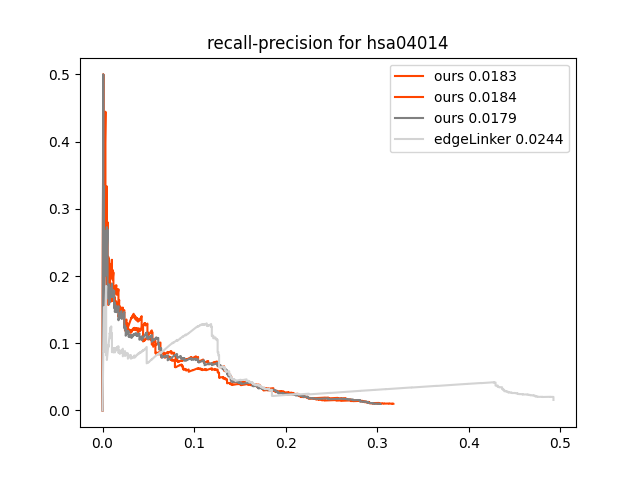 recall-precision for hsa04014
ours 0.0183
ours 0.0184
ours 0.0179
edgeLinker 0.0244
0.5
0.4
0.3
0.2
0.1
0.0
0.0 0.1 0.2 0.3 0.4 0.5